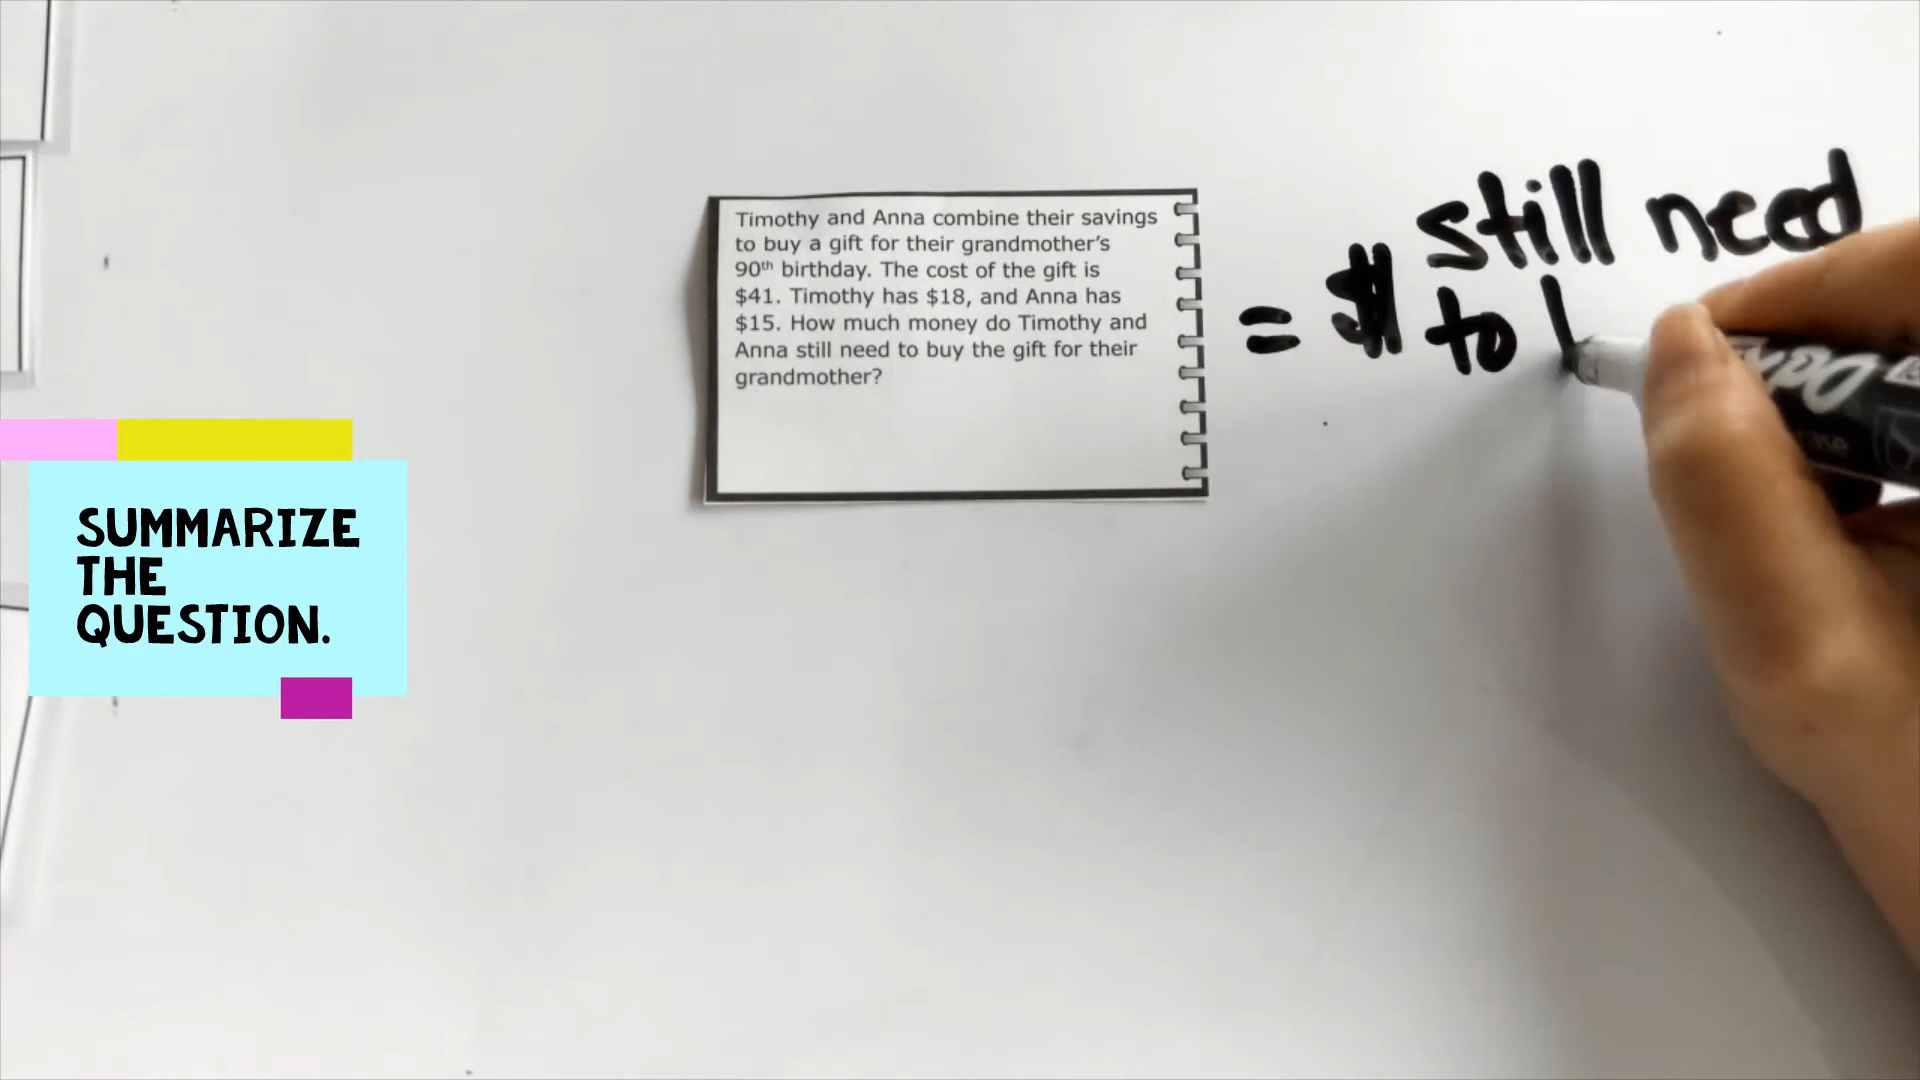 Timothy and Anna combine their savings
to buy a gift for their grandmother’s
90th birthday. The cost of the gift is
$41. Timothy has $18, and Anna has
$15. How much money do Timothy and
Anna still need to buy the gift for their
grandmother?
= $ still need
to
SUMMARIZE
THE
QUESTION.